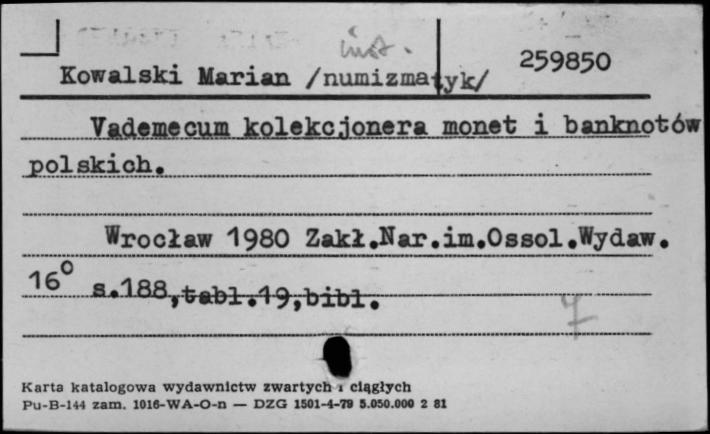 259850
Kowalski Marian /numizmatyk/
Vademecum kolekcjonera monet i banknotów
polskich.
Wrocław 1980 Zakł.Nar.im.Ossol.Wydaw.
16° s.188,tabl.19,bibl.
7
Karta katalogowa wydawnictw zwartych i ciągłych
Pu-B-144 zam. 1016-WA-O-n — DZG 1501-4-79 5.050.000 2 81